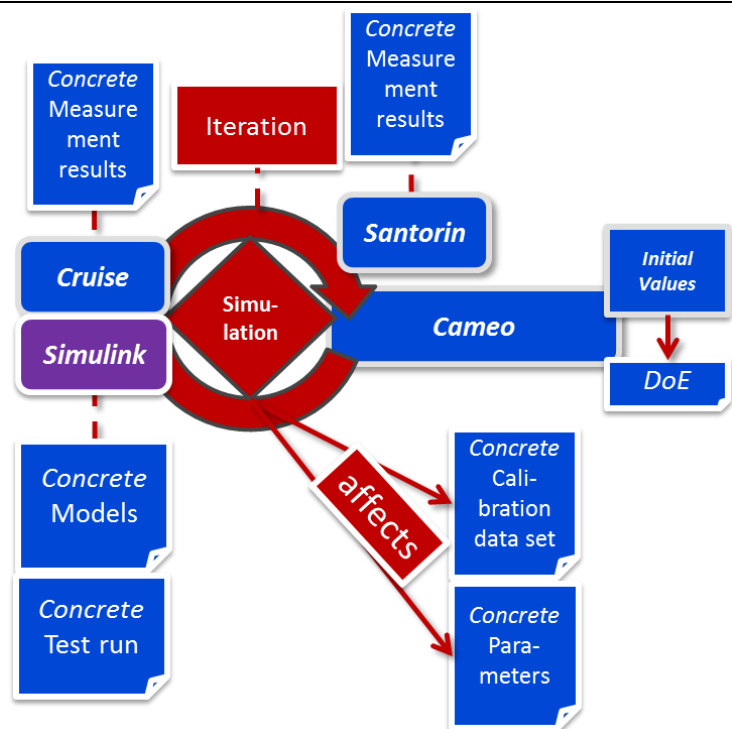 Concrete
Measure
ment
results
Iteration
Concrete
Measure
ment
results
Santorin
Cruise
Simulink
Simu-
lation
Cameo
Initial
Values
DoE
Concrete
Models
Concrete
Test run
affects
Concrete
Cali-
bration
data set
Concrete
Para-
meters